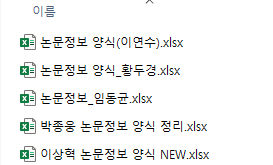 이름
논문정보 양식(이연수).xlsx
논문정보 양식_황두경.xlsx
논문정보_임동균.xlsx
박종웅 논문정보 양식 정리.xlsx
이상혁 논문정보 양식 NEW.xlsx